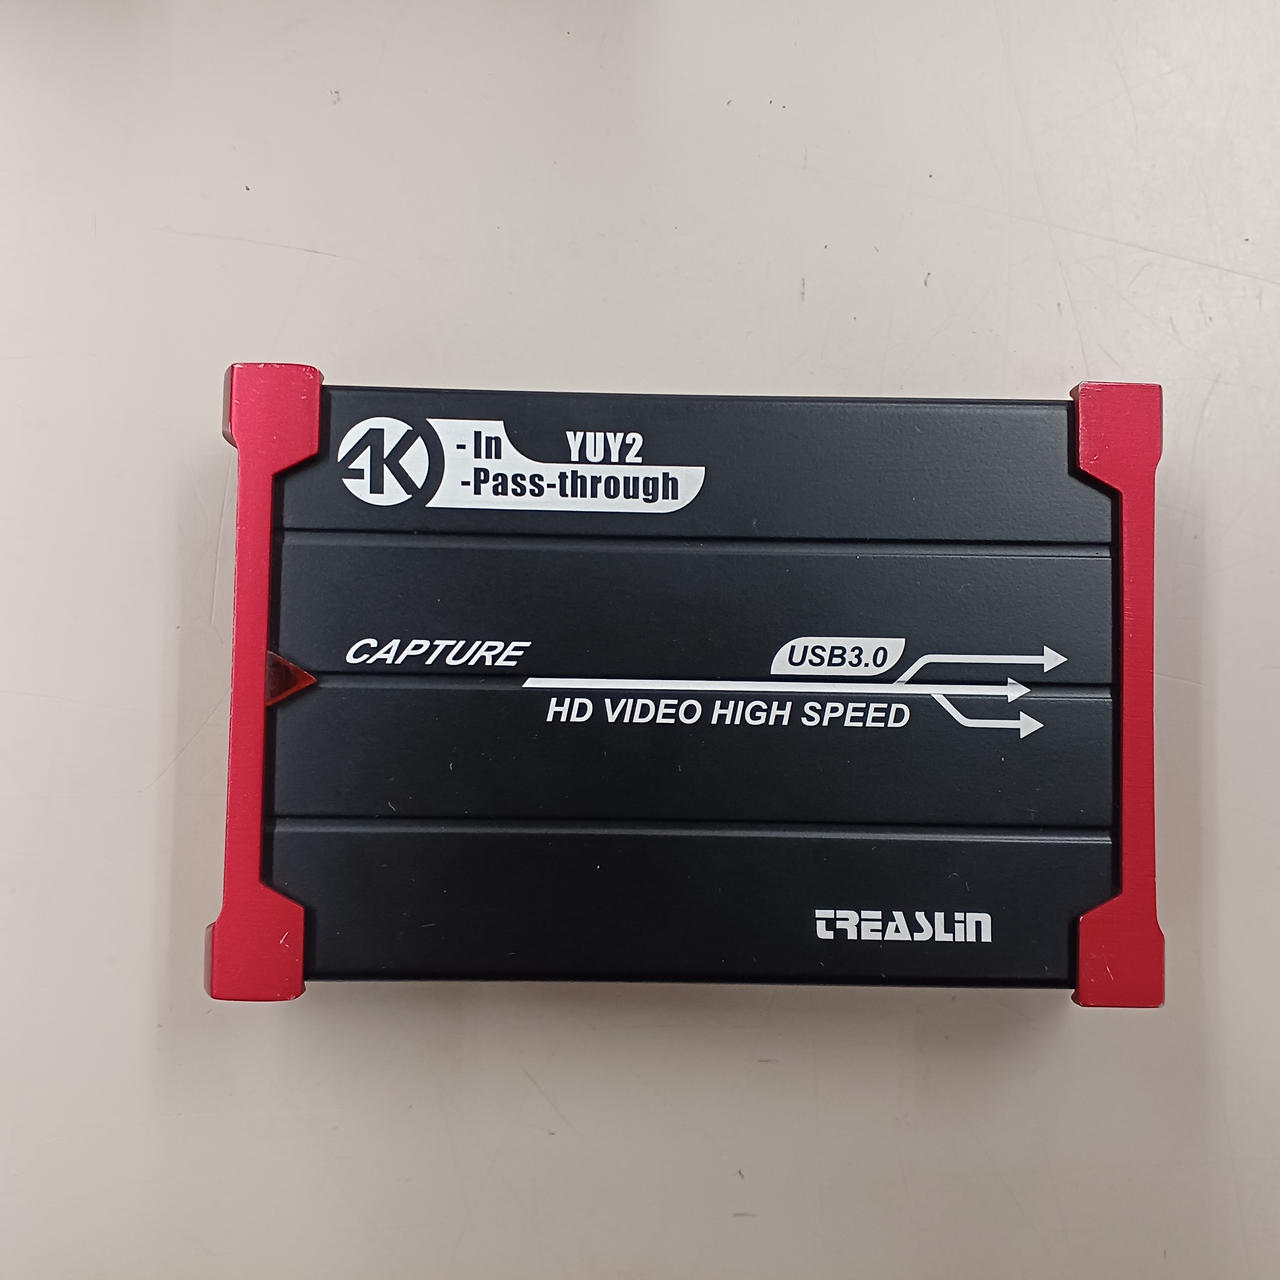 4K -In YUY2
-Pass-through
CAPTURE
USB3.0
HD VIDEO HIGH SPEED
TREASLIN